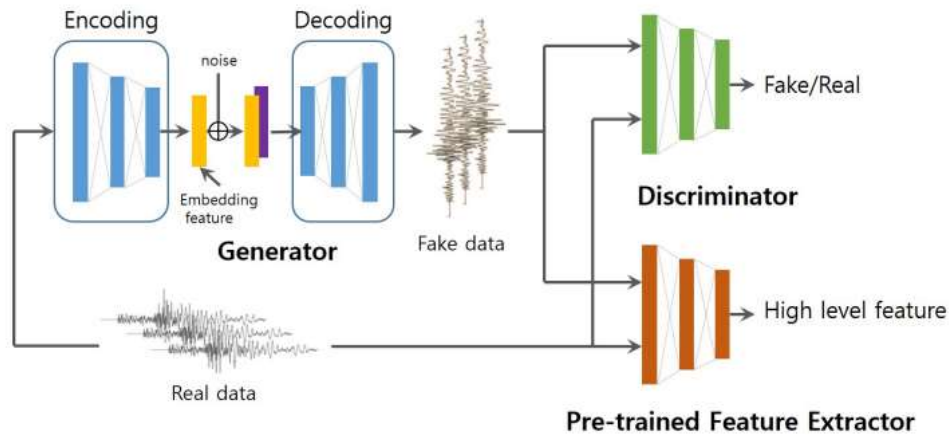 Encoding
Decoding
noise
Fake/Real
Embedding
feature
Discriminator
Generator
Fake data
High level feature
Real data
Pre-trained Feature Extractor